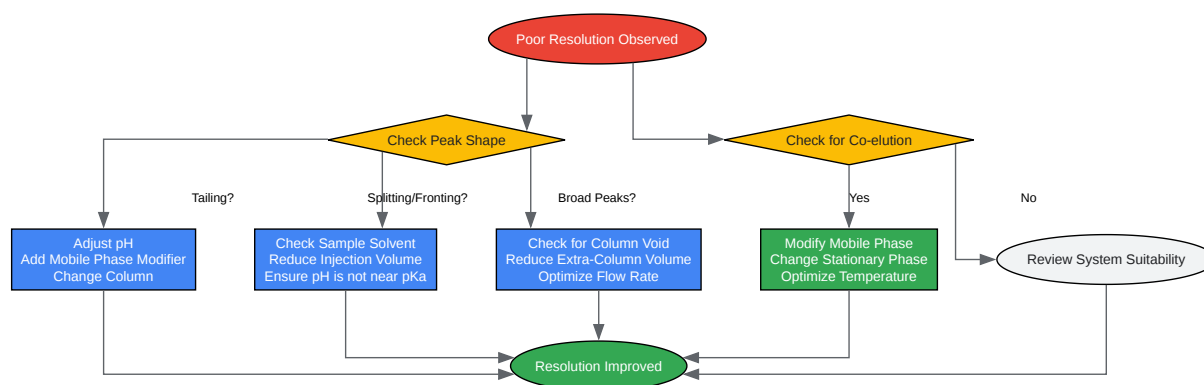 Poor Resolution Observed
Check Peak Shape
Check for Co-elution
Tailing?
Splitting/Fronting?
Broad Peaks?
Yes
No
Adjust pH
Add Mobile Phase Modifier
Change Column
Check Sample Solvent
Reduce Injection Volume
Ensure pH is not near pKa
Check for Column Void
Reduce Extra-Column Volume
Optimize Flow Rate
Modify Mobile Phase
Change Stationary Phase
Optimize Temperature
Review System Suitability
Resolution Improved